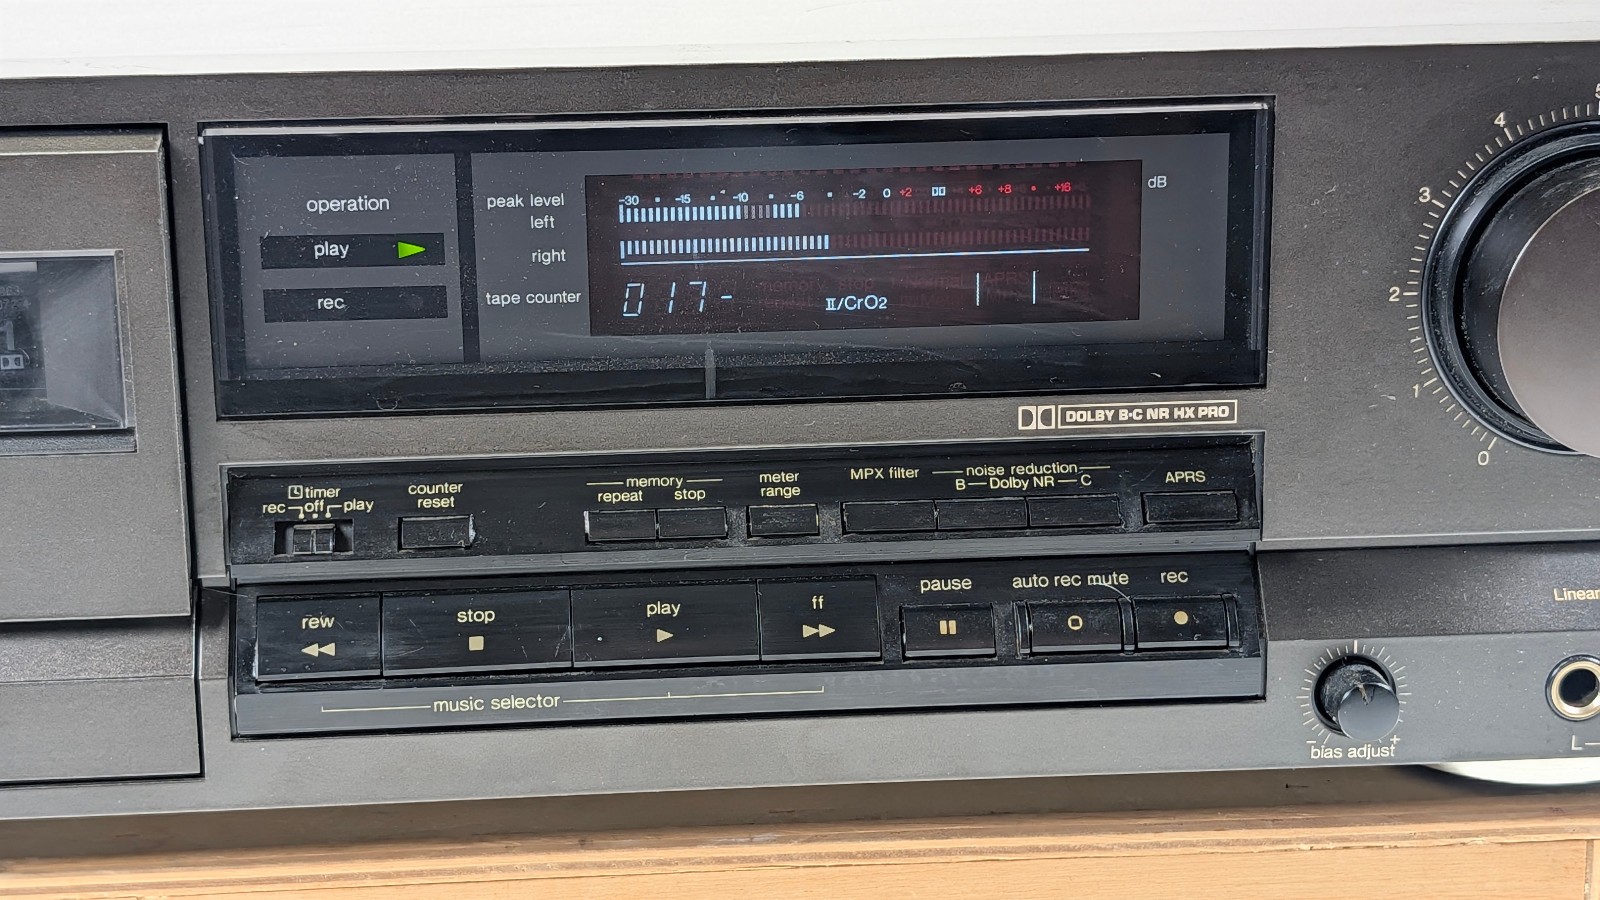 operation
play
rec
peak level
left
right
tape counter
-30 • -15 • -10 • -6 • -2 0 +2 +6 +8 • +16
dB
017-
II/CrO2
DOLBY B·C NR HX PRO
timer
rec off play
counter
reset
memory
repeat stop
meter
range
MPX filter
noise reduction
B — Dolby NR — C
APRS
rew
stop
play
ff
pause
auto rec mute
rec
music selector
0
1
2
3
4
5
Linear
- +
bias adjust
L